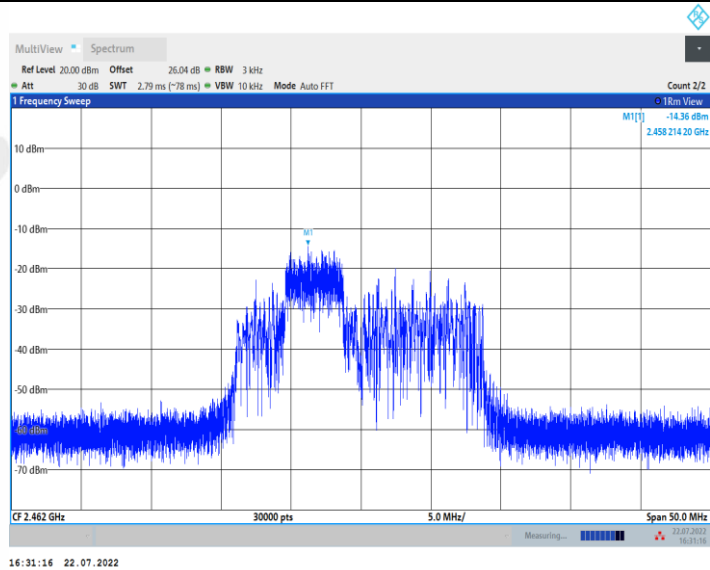 MultiView Spectrum
Ref Level 20.00 dBm Offset 26.04 dB RBW 3 kHz
Att 30 dB SWT 2.79 ms (~78 ms) VBW 10 kHz Mode Auto FFT Count 2/2
1 Frequency Sweep 1Rm View
M1[1] -14.36 dBm
2.458 214 20 GHz
10 dBm
0 dBm
-10 dBm
M1
-20 dBm
-30 dBm
-40 dBm
-50 dBm
-60 dBm
-70 dBm
CF 2.462 GHz 30000 pts 5.0 MHz/ Span 50.0 MHz
Measuring... 22.07.2022
16:31:16
16:31:16 22.07.2022